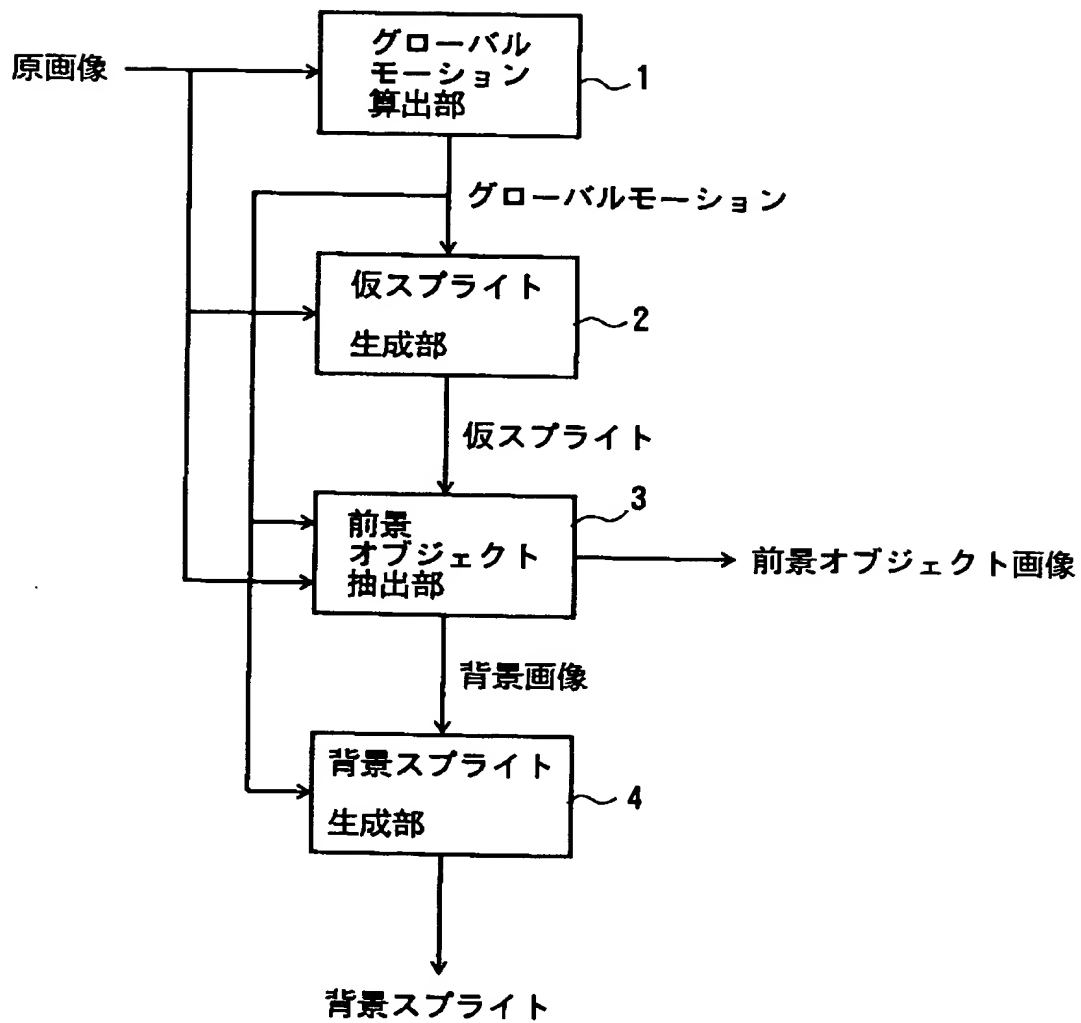 グローバル
モーション
算出部
1
原画像
グローバルモーション
仮スプライト
生成部
2
仮スプライト
3
前景
オブジェクト
抽出部
前景オブジェクト画像
背景画像
背景スプライト
生成部
4
背景スプライト